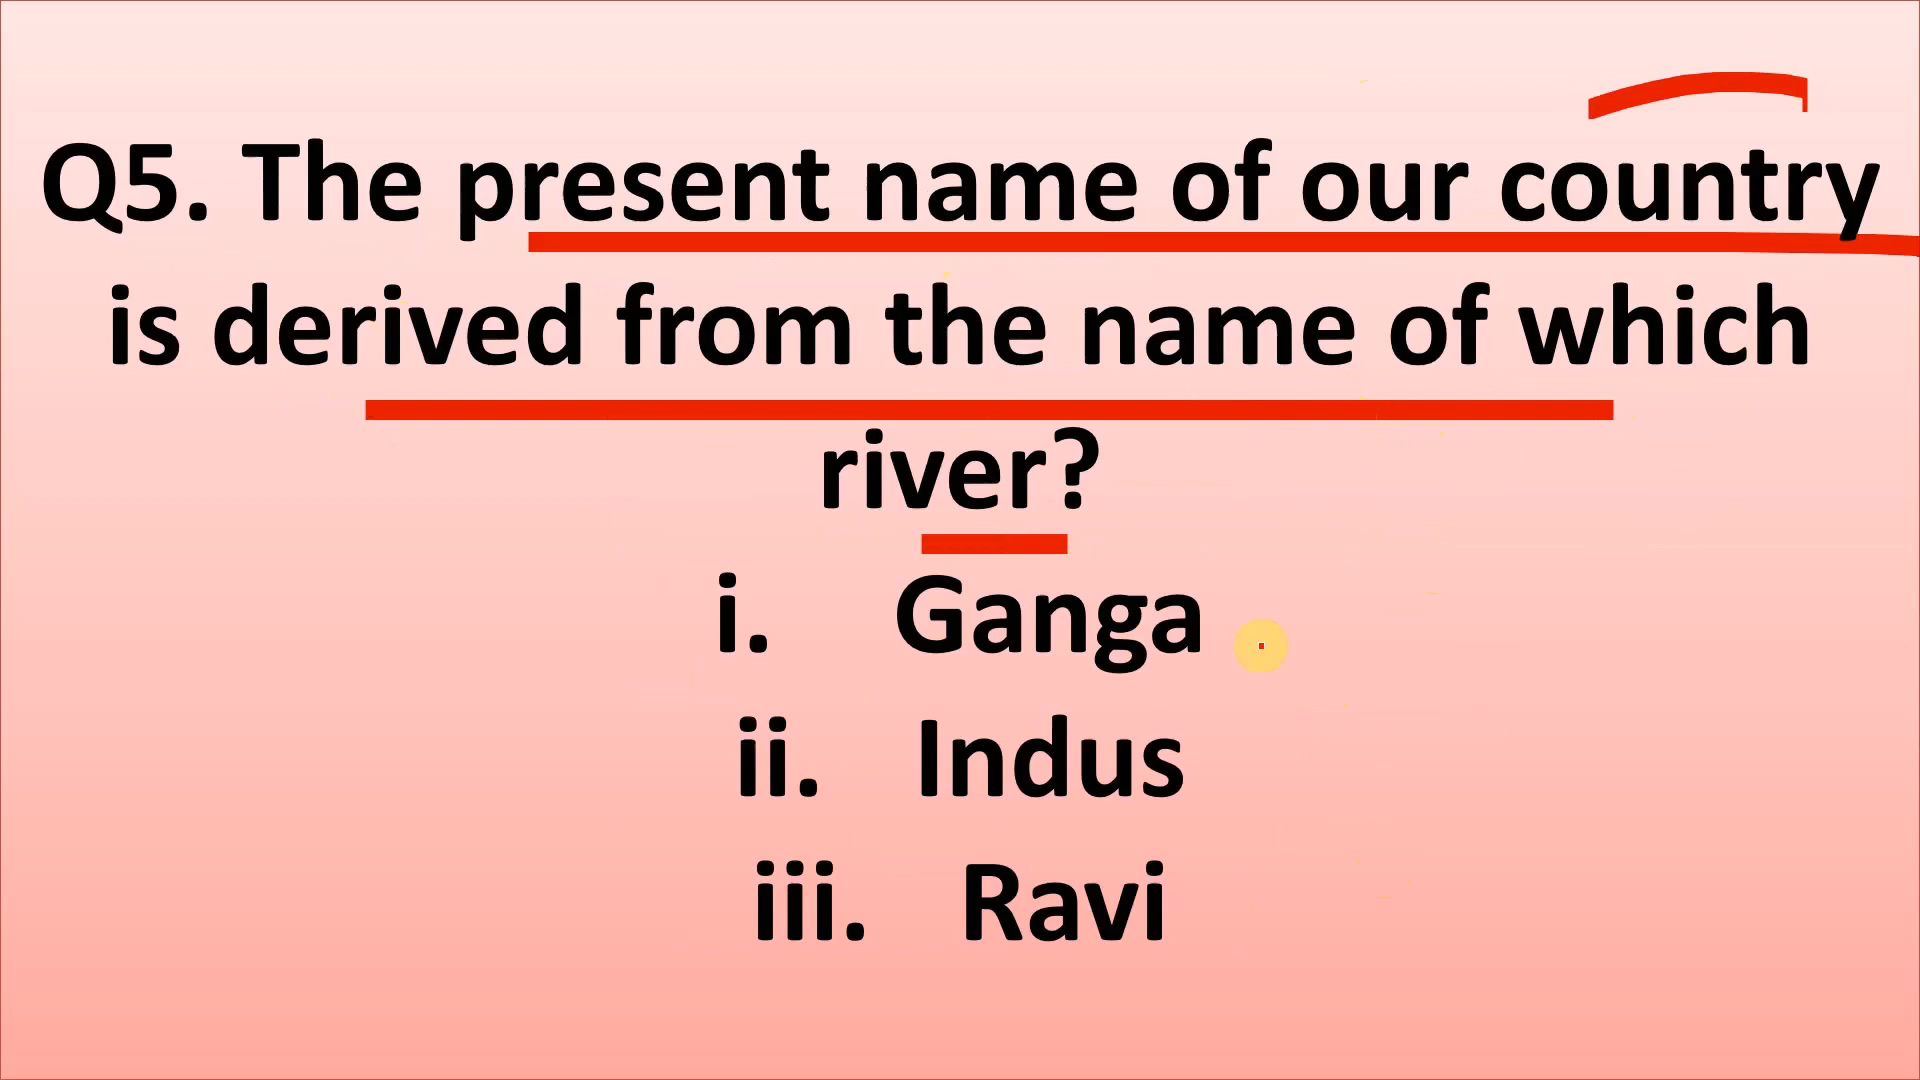 Q5. The present name of our country
is derived from the name of which
river?
i. Ganga
ii. Indus
iii. Ravi